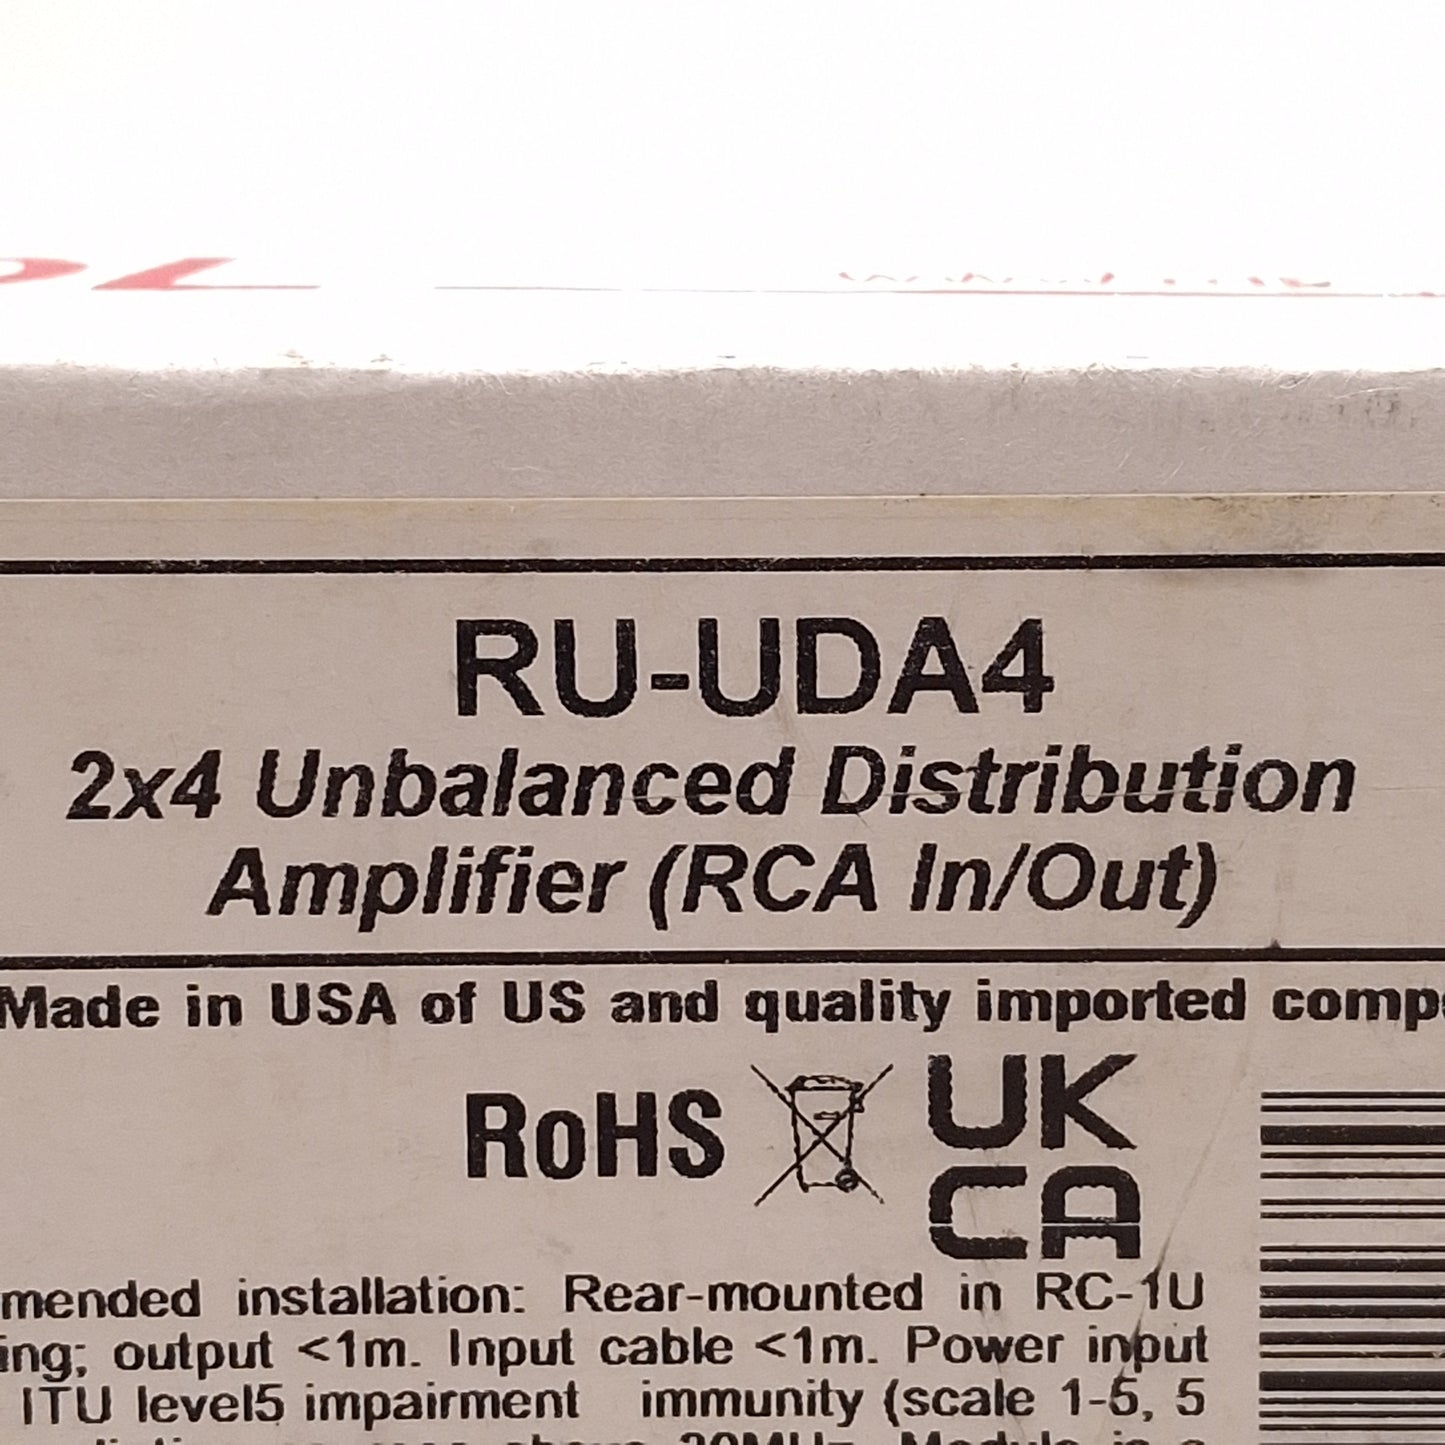 RU-UDA4
2x4 Unbalanced Distribution
Amplifier (RCA In/Out)
Made in USA of US and quality imported comp
RoHS
UK
CA
mended installation: Rear-mounted in RC-1U
ing; output <1m. Input cable <1m. Power input
ITU level5 impairment immunity (scale 1-5, 5